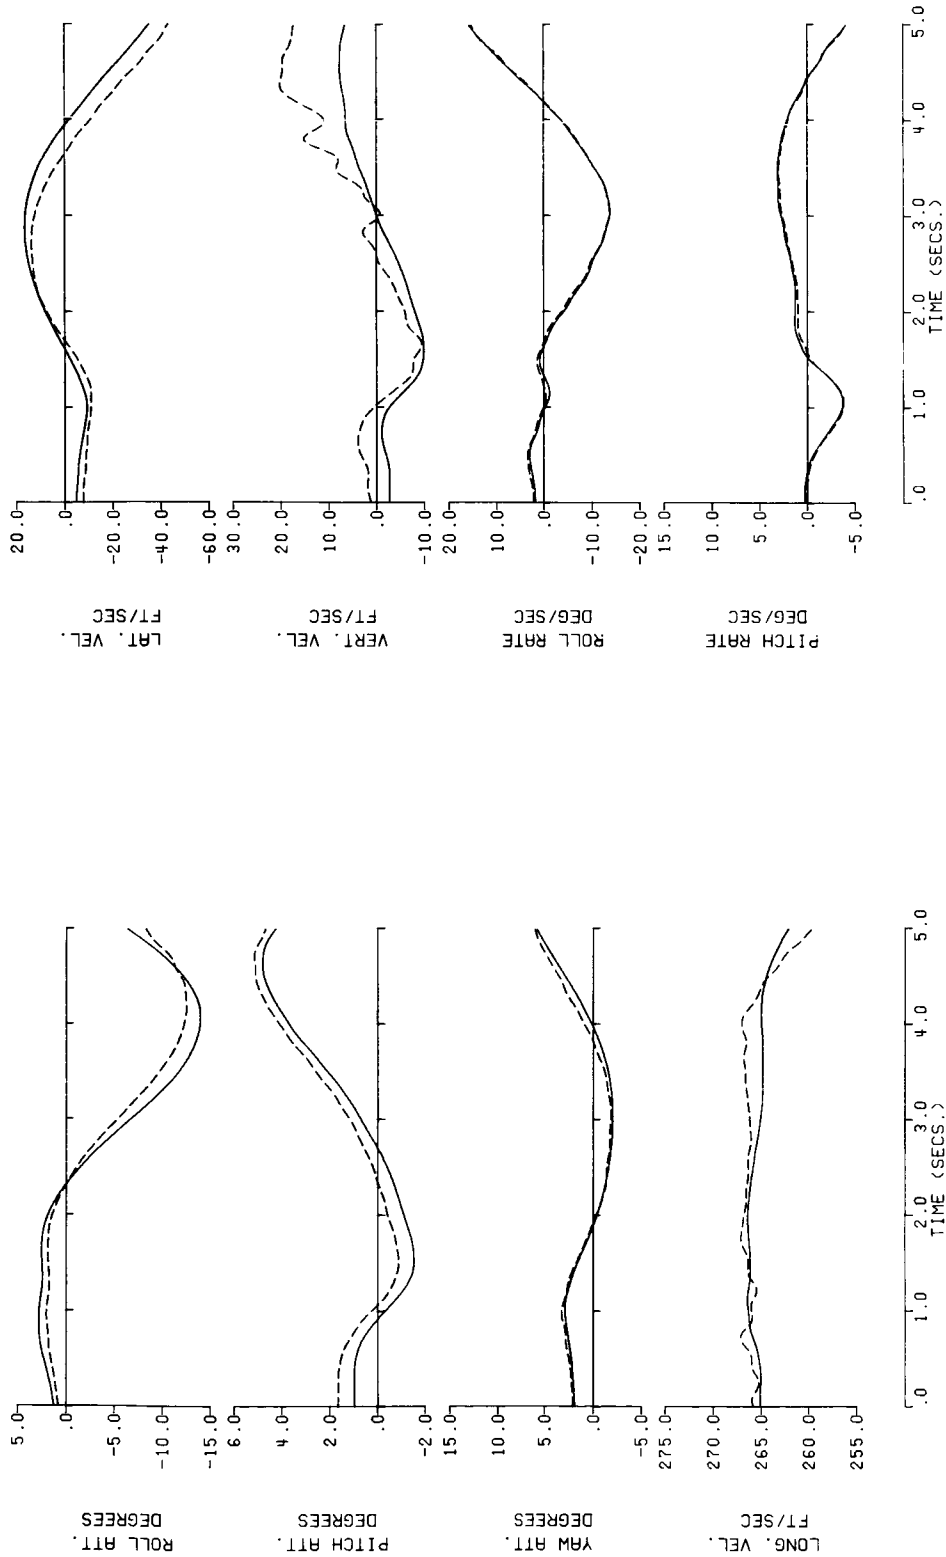 ROLL ATT.
DEGREES
5.0
.0
-5.0
-10.0
-15.0
PITCH ATT.
DEGREES
6.0
4.0
2.0
.0
-2.0
YAW ATT.
DEGREES
15.0
10.0
5.0
.0
-5.0
LONG. VEL.
FT/SEC
275.0
270.0
265.0
260.0
255.0
.0 1.0 2.0 3.0 4.0 5.0
TIME (SECS.)
LAT. VEL.
FT/SEC
20.0
.0
-20.0
-40.0
-60.0
VERT. VEL.
FT/SEC
30.0
20.0
10.0
.0
-10.0
ROLL RATE
DEG/SEC
20.0
10.0
.0
-10.0
-20.0
PITCH RATE
DEG/SEC
15.0
10.0
5.0
.0
-5.0
.0 1.0 2.0 3.0 4.0 5.0
TIME (SECS.)